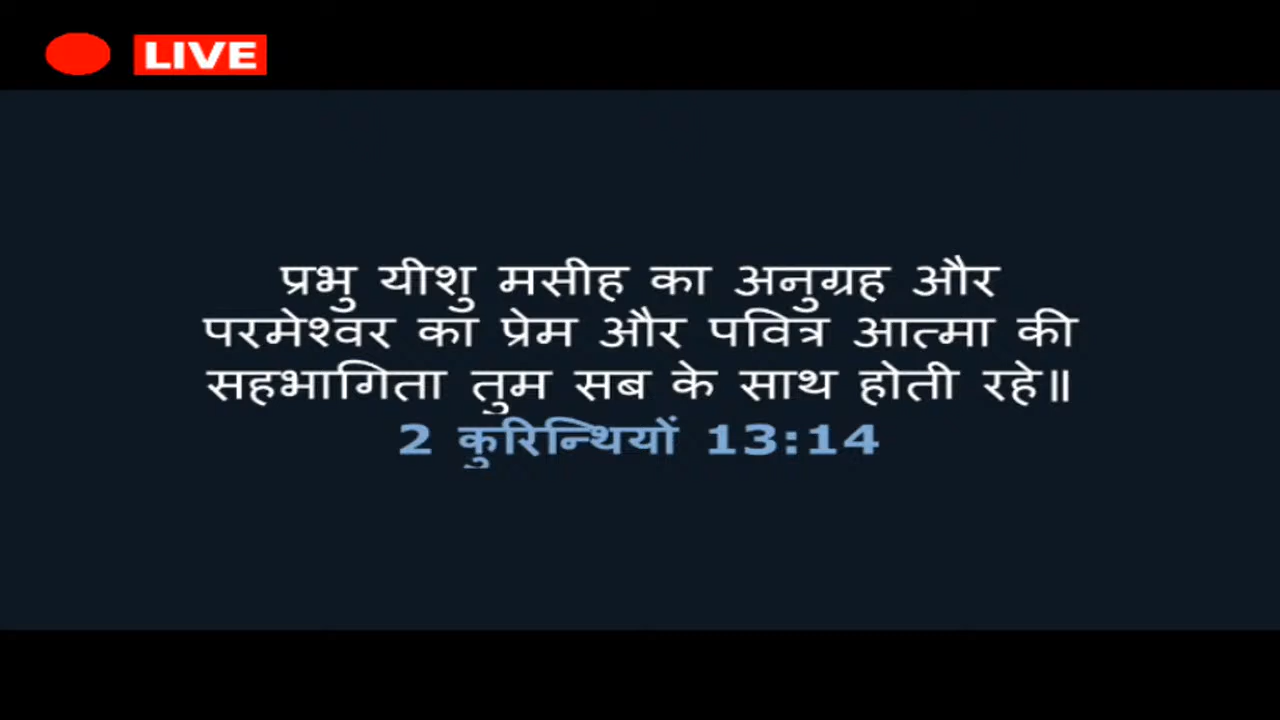 LIVE
प्रभु यीशु मसीह का अनुग्रह और
परमेश्वर का प्रेम और पवित्र आत्मा की
सहभागिता तुम सब के साथ होती रहे॥
2 कुरिन्थियों 13:14